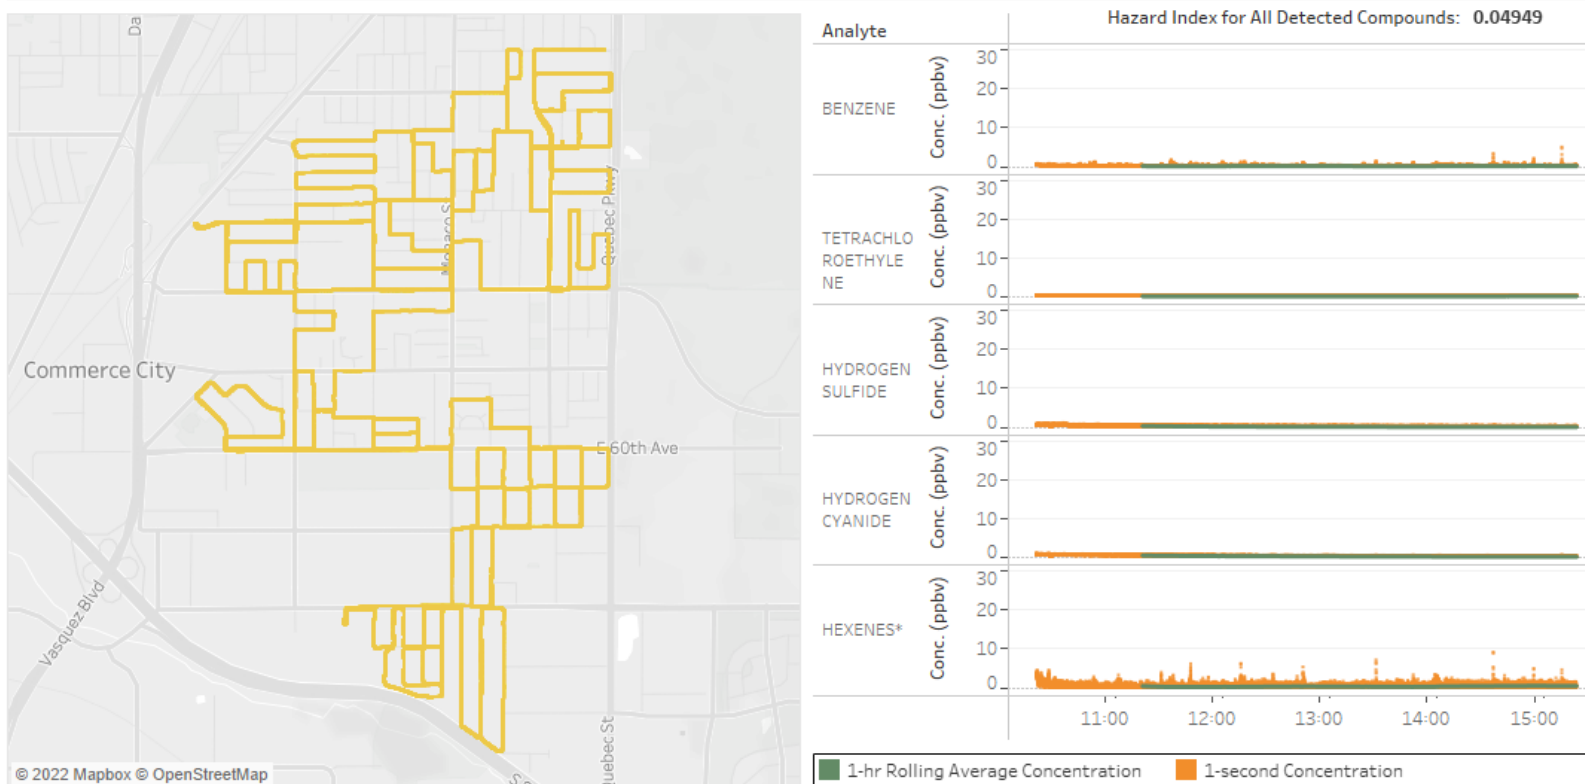 Da
Monaco S
Quebec Pkwy
Commerce City
E 60th Ave
Vasquez Blvd
Quebec St
S
© 2022 Mapbox © OpenStreetMap
Hazard Index for All Detected Compounds: 0.04949
Analyte
BENZENE
Conc. (ppbv)
30
20
10
0
TETRACHLO
ROETHYLE
NE
Conc. (ppbv)
30
20
10
0
HYDROGEN
SULFIDE
Conc. (ppbv)
30
20
10
0
HYDROGEN
CYANIDE
Conc. (ppbv)
30
20
10
0
HEXENES*
Conc. (ppbv)
30
20
10
0
11:00 12:00 13:00 14:00 15:00
1-hr Rolling Average Concentration 1-second Concentration